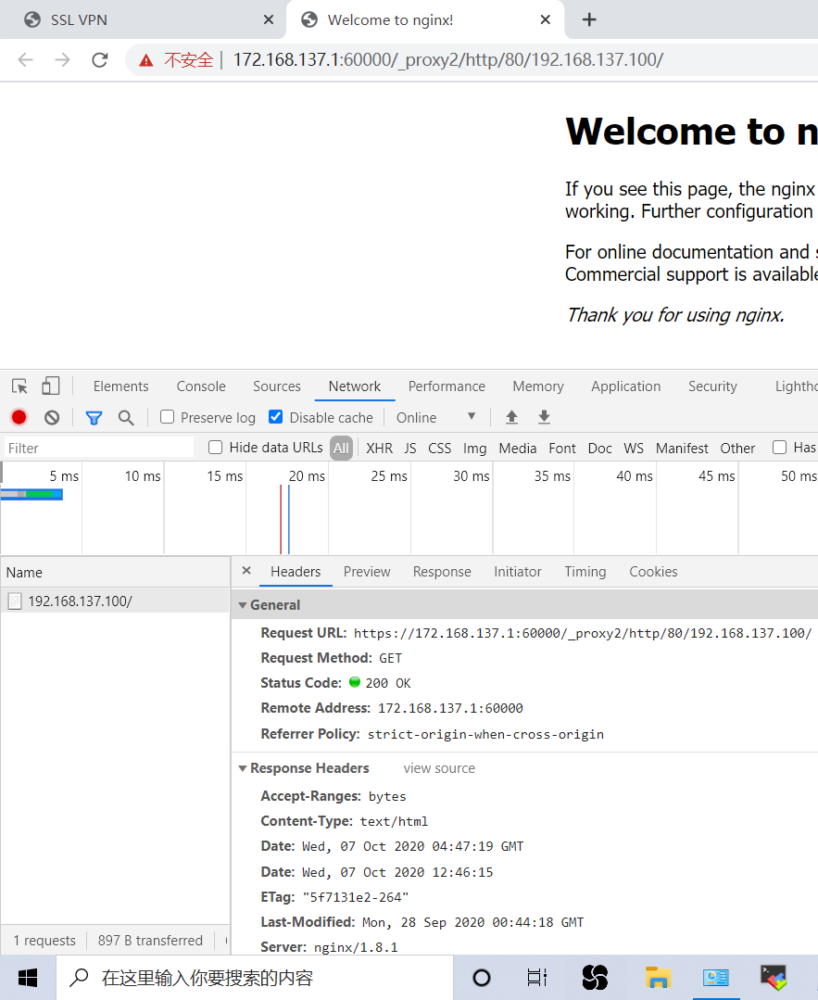 SSL VPN
Welcome to nginx!
不安全 | 172.168.137.1:60000/_proxy2/http/80/192.168.137.100/
Welcome to n
If you see this page, the nginx
working. Further configuration
For online documentation and s
Commercial support is available
Thank you for using nginx.
Elements Console Sources Network Performance Memory Application Security Lighthc
Preserve log Disable cache Online
Filter Hide data URLs All XHR JS CSS Img Media Font Doc WS Manifest Other Has
5 ms 10 ms 15 ms 20 ms 25 ms 30 ms 35 ms 40 ms 45 ms 50 ms
Name
Headers Preview Response Initiator Timing Cookies
192.168.137.100/
General
Request URL: https://172.168.137.1:60000/_proxy2/http/80/192.168.137.100/
Request Method: GET
Status Code: 200 OK
Remote Address: 172.168.137.1:60000
Referrer Policy: strict-origin-when-cross-origin
Response Headers view source
Accept-Ranges: bytes
Content-Type: text/html
Date: Wed, 07 Oct 2020 04:47:19 GMT
Date: Wed, 07 Oct 2020 12:46:15
ETag: "5f7131e2-264"
Last-Modified: Mon, 28 Sep 2020 00:44:18 GMT
Server: nginx/1.8.1
1 requests 897 B transferred
在这里输入你要搜索的内容